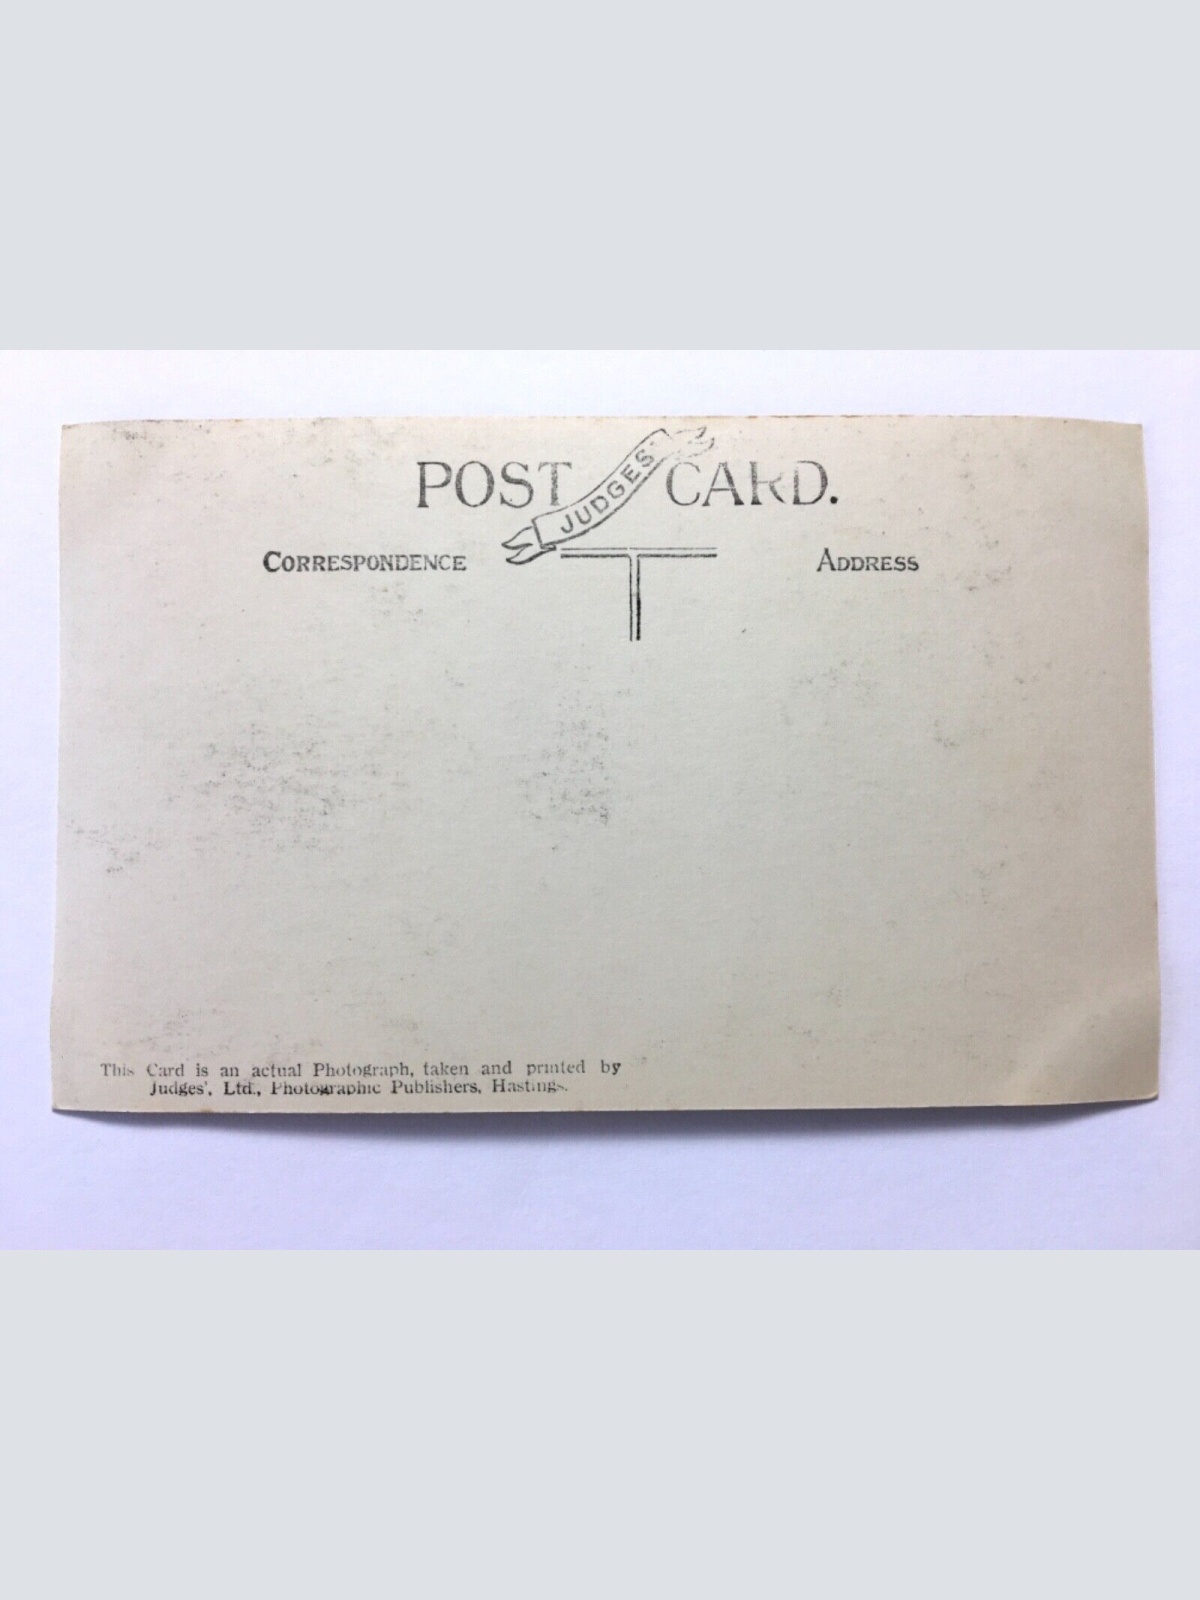 POST JUDGES' CARD.
CORRESPONDENCE ADDRESS
This Card is an actual Photograph, taken and printed by
Judges', Ltd., Photographic Publishers, Hastings.